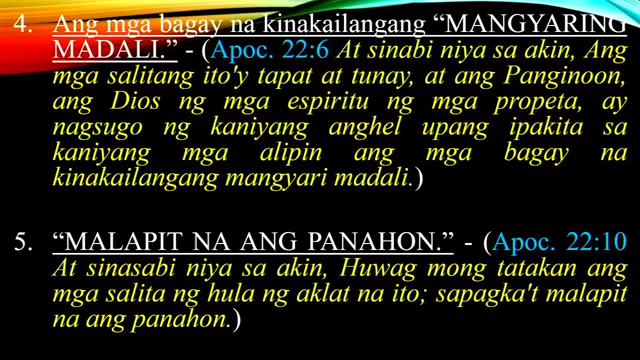 4. Ang mga bagay na kinakailangang “MANGYARING
MADALI.” - (Apoc. 22:6 At sinabi niya sa akin, Ang
mga salitang ito'y tapat at tunay, at ang Panginoon,
ang Dios ng mga espiritu ng mga propeta, ay
nagsugo ng kaniyang anghel upang ipakita sa
kaniyang mga alipin ang mga bagay na
kinakailangang mangyari madali.)
5. “MALAPIT NA ANG PANAHON.” - (Apoc. 22:10
At sinasabi niya sa akin, Huwag mong tatakan ang
mga salita ng hula ng aklat na ito; sapagka't malapit
na ang panahon.)